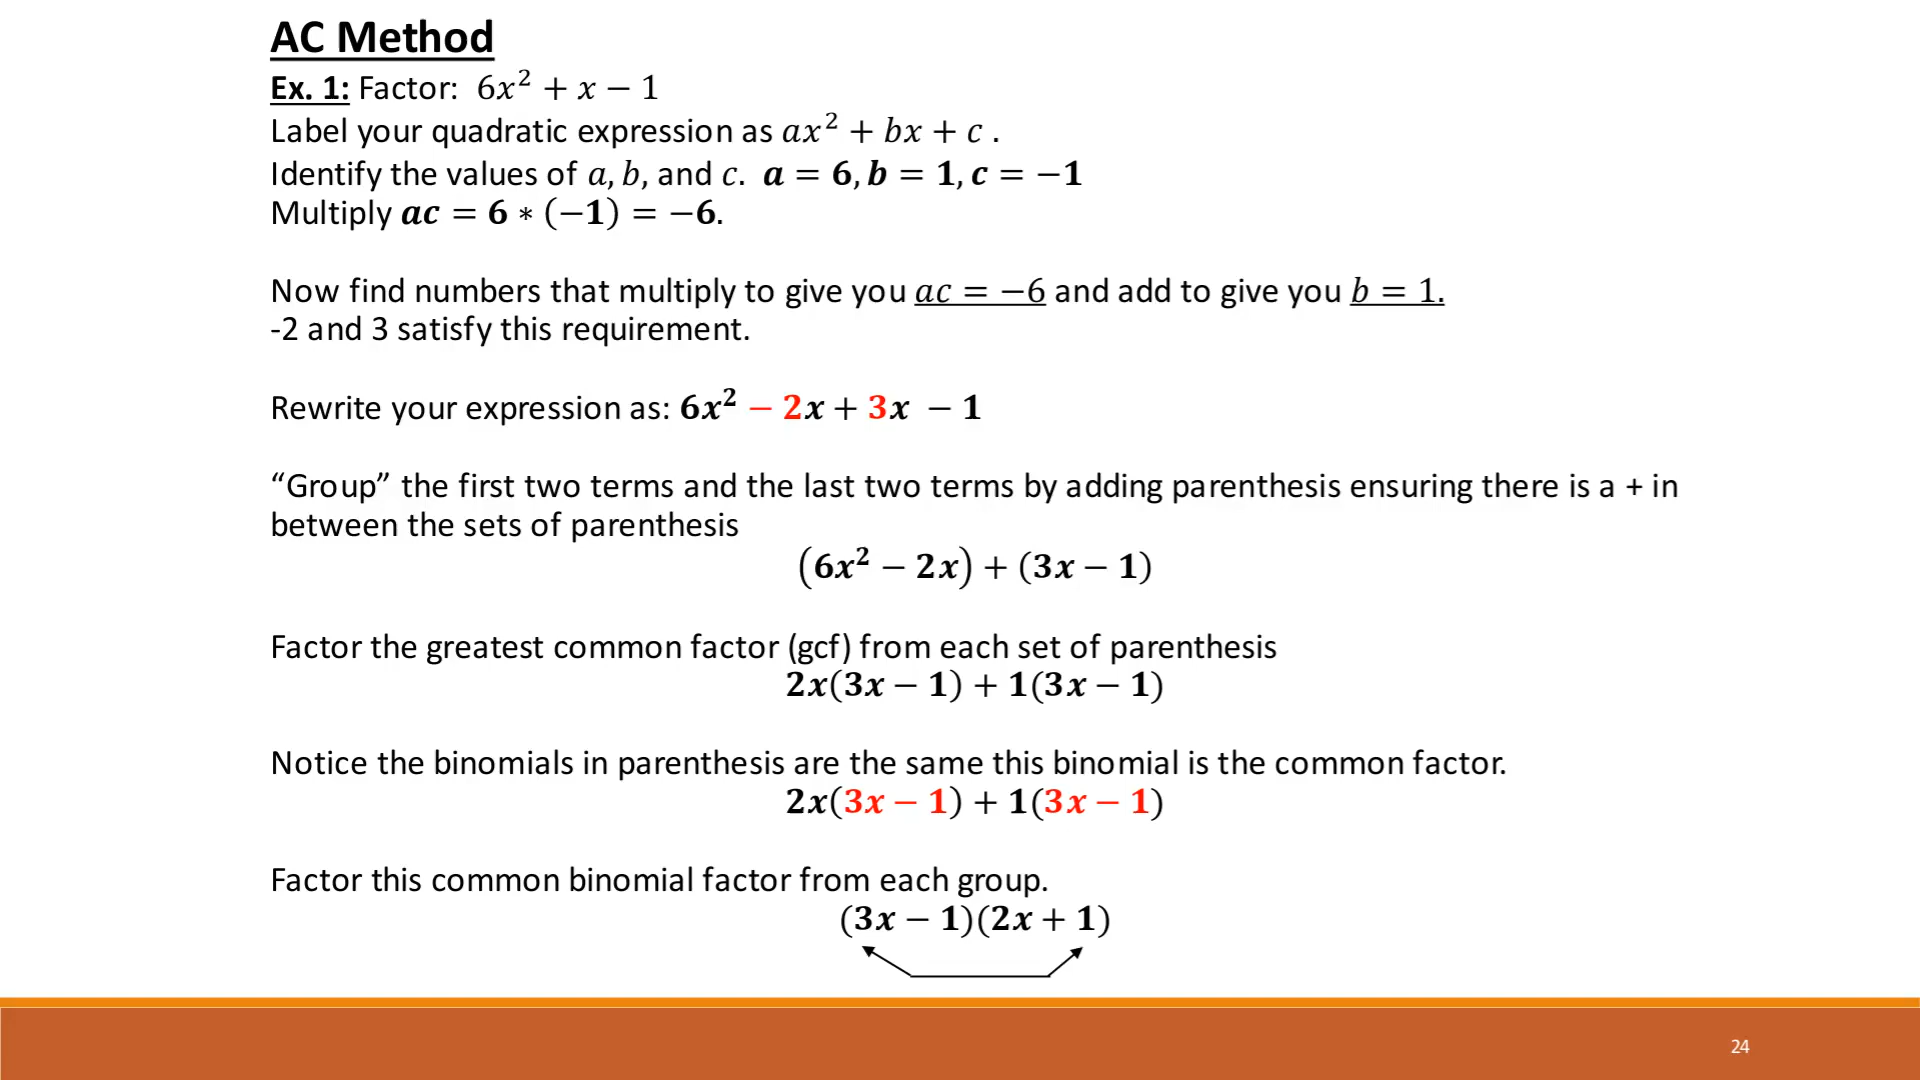 AC Method
Ex. 1: Factor: 6x² + x − 1
Label your quadratic expression as ax² + bx + c .
Identify the values of a, b, and c. a = 6, b = 1, c = −1
Multiply ac = 6 ∗ (−1) = −6.
Now find numbers that multiply to give you ac = −6 and add to give you b = 1.
-2 and 3 satisfy this requirement.
Rewrite your expression as: 6x² − 2x + 3x − 1
“Group” the first two terms and the last two terms by adding parenthesis ensuring there is a + in
between the sets of parenthesis
(6x² − 2x) + (3x − 1)
Factor the greatest common factor (gcf) from each set of parenthesis
2x(3x − 1) + 1(3x − 1)
Notice the binomials in parenthesis are the same this binomial is the common factor.
2x(3x − 1) + 1(3x − 1)
Factor this common binomial factor from each group.
(3x − 1)(2x + 1)
24